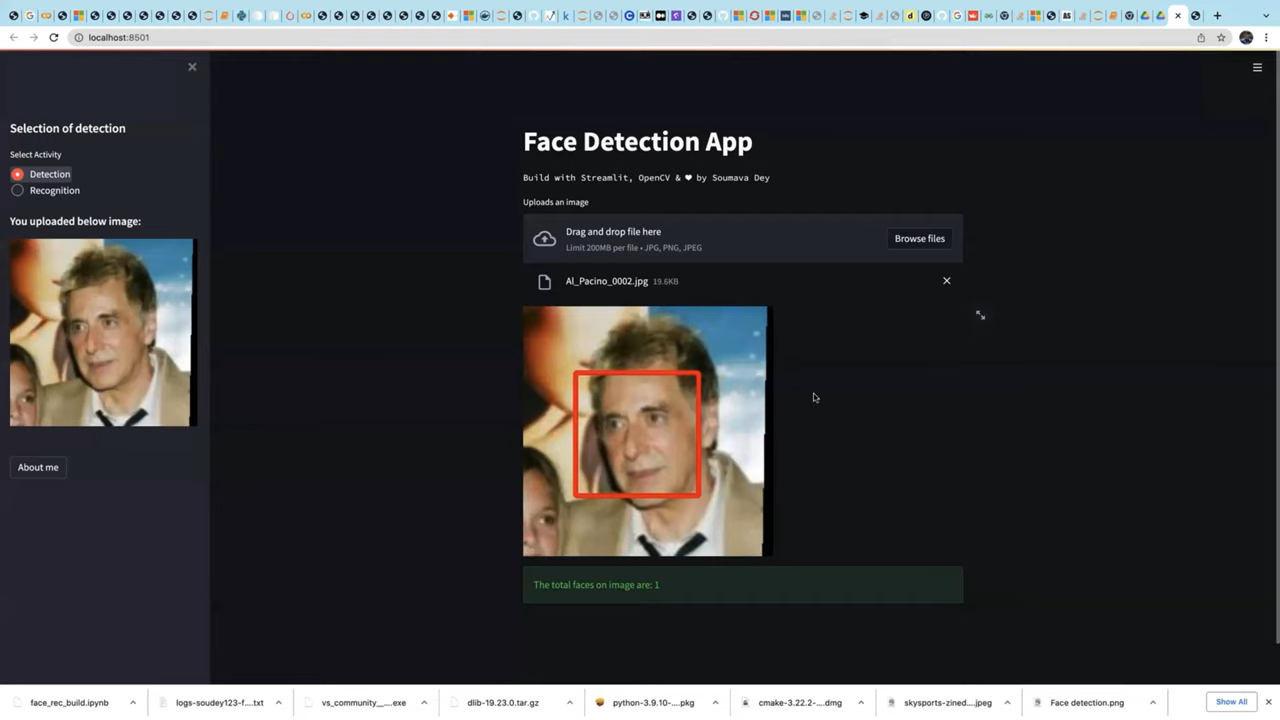 localhost:8501
Selection of detection
Select Activity
Detection
Recognition
You uploaded below image:
About me
Face Detection App
Build with Streamlit, OpenCV & ❤ by Soumava Dey
Uploads an image
Drag and drop file here
Limit 200MB per file • JPG, PNG, JPEG
Browse files
Al_Pacino_0002.jpg 19.6KB
The total faces on image are: 1
face_rec_build.ipynb
logs-soudey123-f....txt
vs_community__....exe
dlib-19.23.0.tar.gz
python-3.9.10-....pkg
cmake-3.22.2-....dmg
skysports-zined....jpeg
Face detection.png
Show All